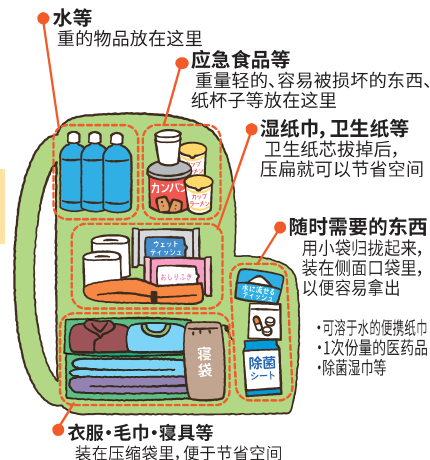 水等
重的物品放在这里
应急食品等
重量轻的、容易被损坏的东西、
纸杯子等放在这里
湿纸巾，卫生纸等
卫生纸芯拔掉后，
压扁就可以节省空间
随时需要的东西
用小袋归拢起来，
装在侧面口袋里，
以便容易拿出
・可溶于水的便携纸巾
・1次份量的医药品
・除菌湿巾等
カンパン
カップ
ラーメン
カップ
ラーメン
ウェット
ティッシュ
おしりふき
水に流せる
ティッシュ
除菌
シート
寝
袋
衣服・毛巾・寝具等
装在压缩袋里，便于节省空间